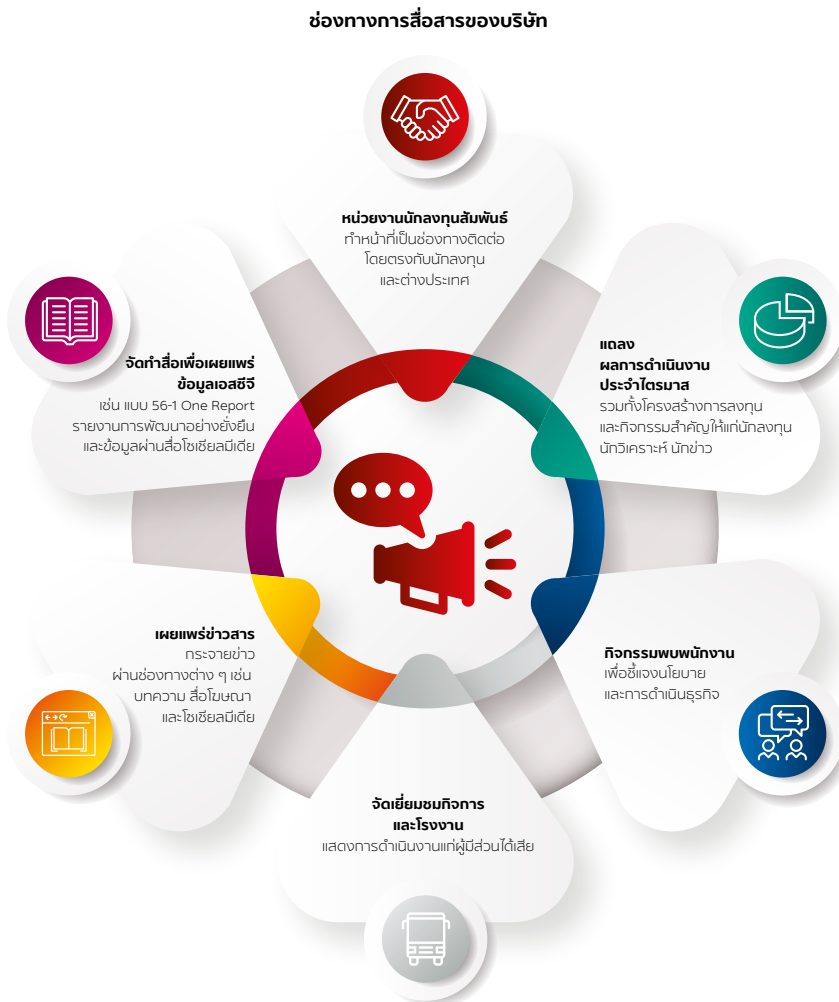 ช่องทางการสื่อสารของบริษัท
หน่วยงานนักลงทุนสัมพันธ์
ทำหน้าที่เป็นช่องทางติดต่อ
โดยตรงกับนักลงทุน
และต่างประเทศ
แถลง
ผลการดำเนินงาน
ประจำไตรมาส
รวมทั้งโครงสร้างการลงทุน
และกิจกรรมสำคัญให้แก่นักลงทุน
นักวิเคราะห์ นักข่าว
กิจกรรมพบพนักงาน
เพื่อชี้แจงนโยบาย
และการดำเนินธุรกิจ
จัดเยี่ยมชมกิจการ
และโรงงาน
แสดงการดำเนินงานแก่ผู้มีส่วนได้เสีย
เผยแพร่ข่าวสาร
กระจายข่าว
ผ่านช่องทางต่าง ๆ เช่น
บทความ สื่อโฆษณา
และโซเชียลมีเดีย
จัดทำสื่อเพื่อเผยแพร่
ข้อมูลเอสซีจี
เช่น แบบ 56-1 One Report
รายงานการพัฒนาอย่างยั่งยืน
และข้อมูลผ่านสื่อโซเชียลมีเดีย